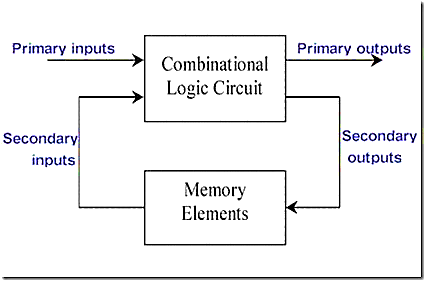 Primary inputs
Primary outputs
Combinational
Logic Circuit
Secondary
inputs
Secondary
outputs
Memory
Elements